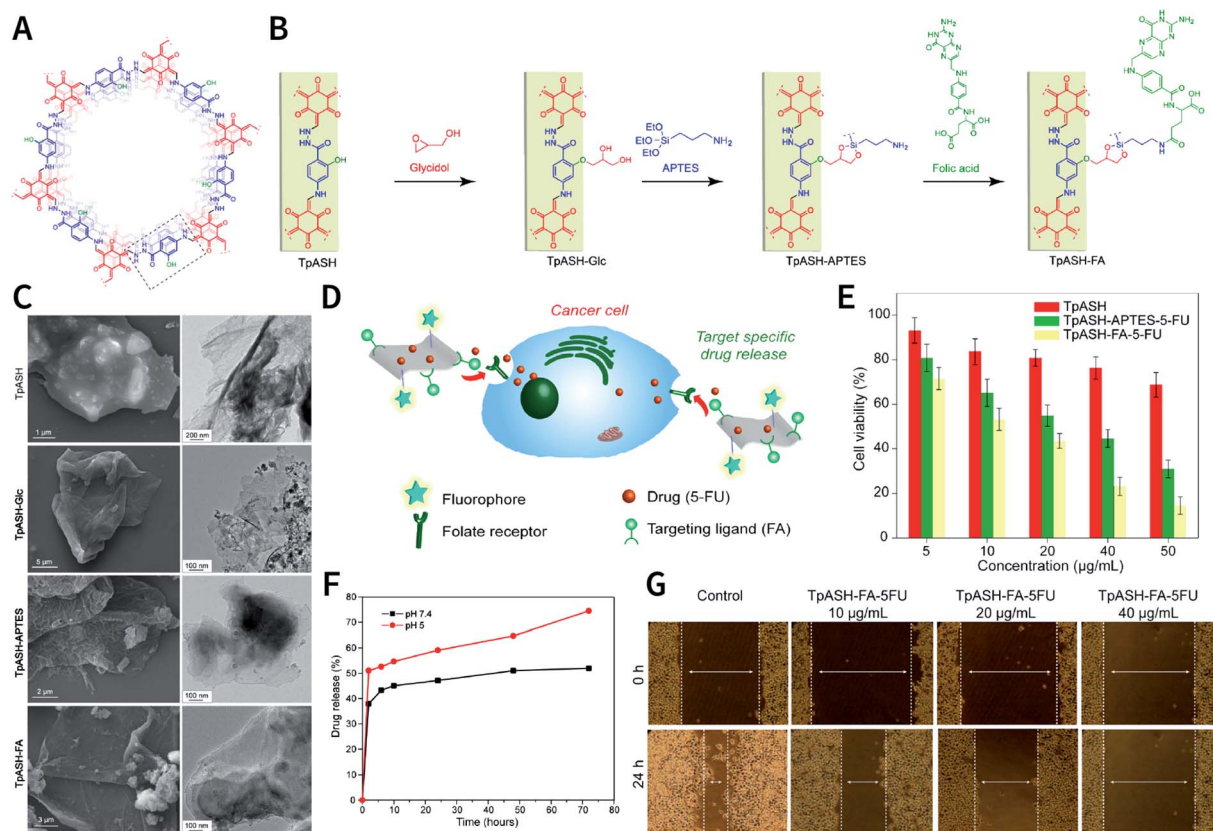 A
B
OH
Glycidol
EtO
EtO
EtO
Si
NH₂
APTES
Folic acid
TpASH
TpASH-Glc
TpASH-APTES
TpASH-FA
C
TpASH
1 µm
200 nm
TpASH-Glc
5 µm
100 nm
TpASH-APTES
2 µm
100 nm
TpASH-FA
3 µm
100 nm
D
Cancer cell
Target specific
drug release
Fluorophore
Drug (5-FU)
Folate receptor
Targeting ligand (FA)
E
TpASH
TpASH-APTES-5-FU
TpASH-FA-5-FU
Cell viability (%)
100
80
60
40
20
0
5
10
20
40
50
Concentration (µg/mL)
F
pH 7.4
pH 5
Drug release (%)
80
70
60
50
40
30
20
10
0
0
10
20
30
40
50
60
70
80
Time (hours)
G
Control
TpASH-FA-5FU
10 µg/mL
TpASH-FA-5FU
20 µg/mL
TpASH-FA-5FU
40 µg/mL
0 h
24 h